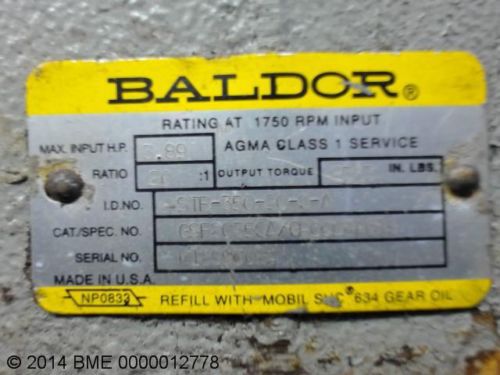 BALDOR®
RATING AT 1750 RPM INPUT
MAX. INPUT H.P. AGMA CLASS 1 SERVICE
RATIO :1 OUTPUT TORQUE IN. LBS.
I.D.NO.
CAT/SPEC. NO.
SERIAL NO.
MADE IN U.S.A.
NP0832 REFILL WITH MOBIL SHC® 634 GEAR OIL
© 2014 BME 0000012778